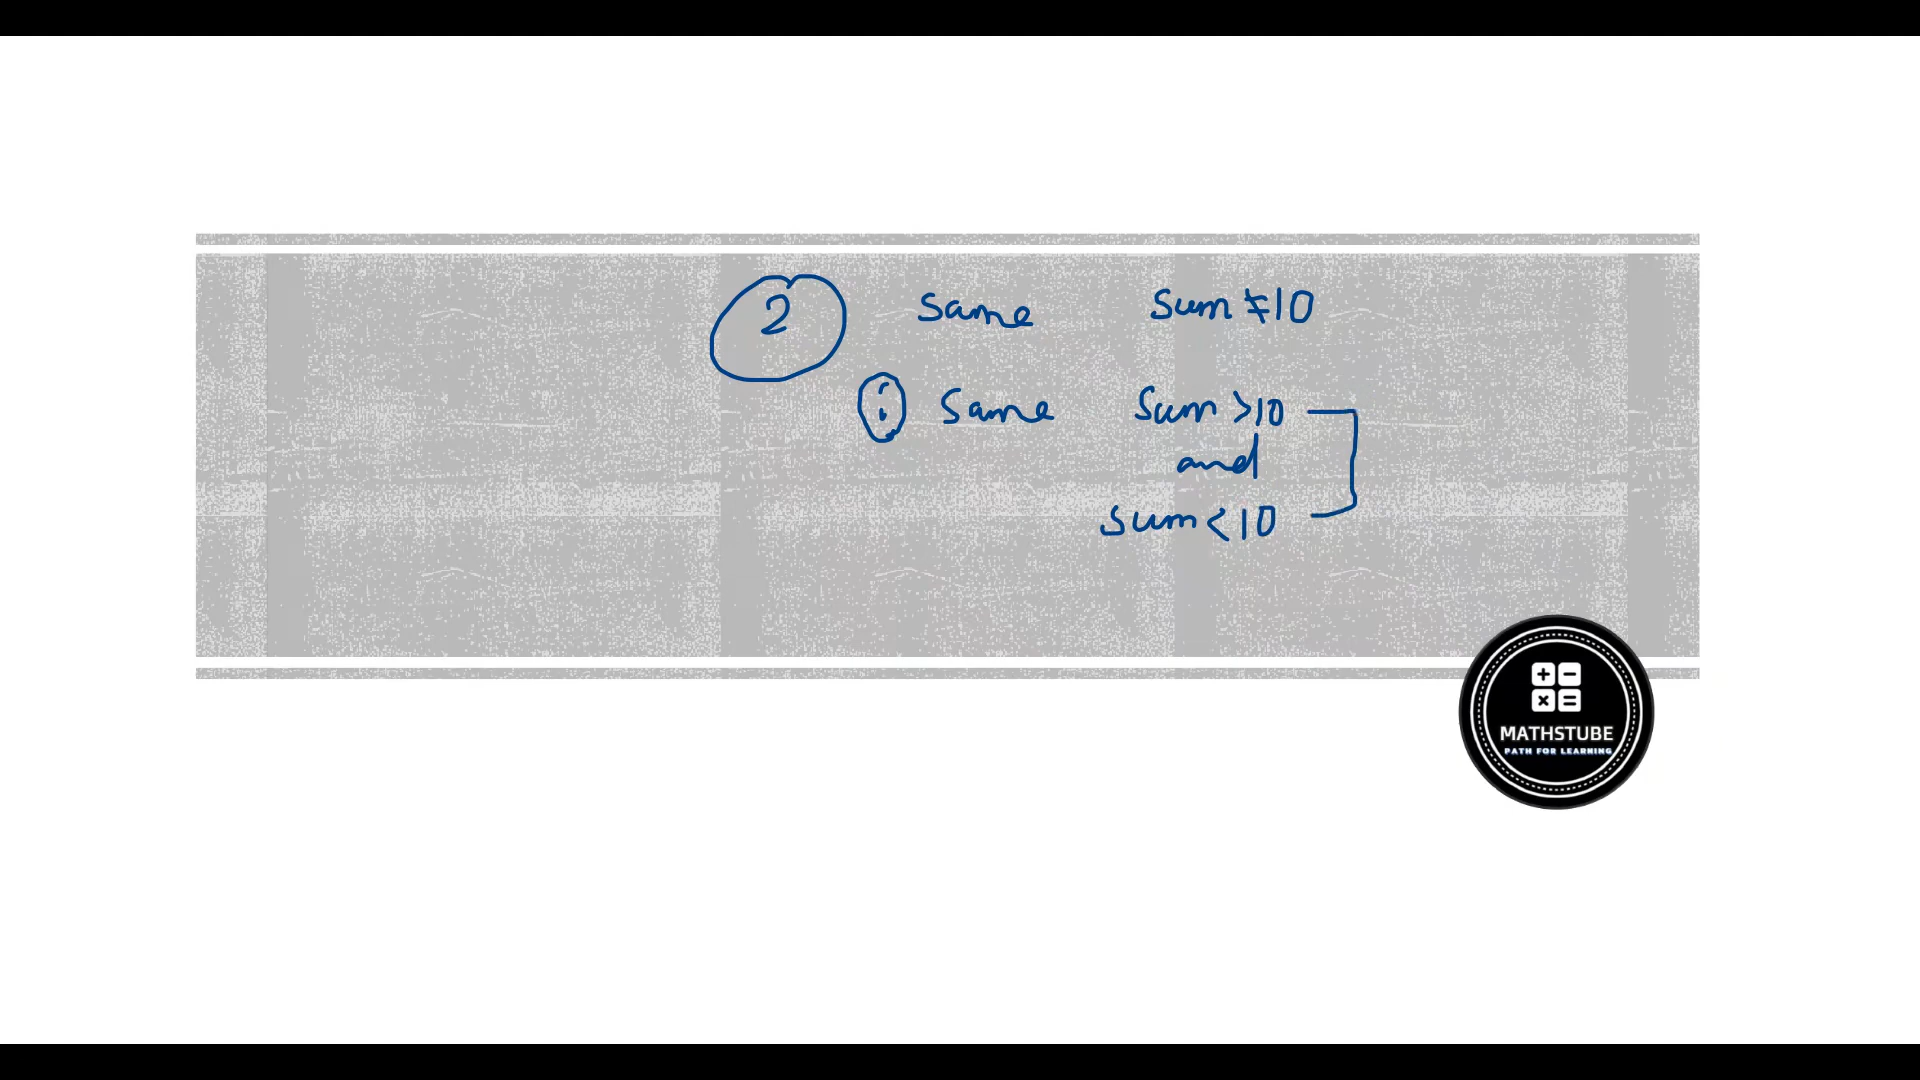 2 Same Sum ≠ 10
i Same Sum > 10
and
Sum < 10
MATHSTUBE
PATH FOR LEARNING